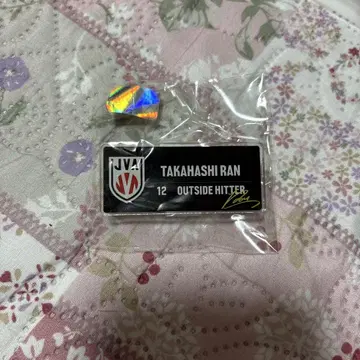 JVA
TAKAHASHI RAN
12 OUTSIDE HITTER